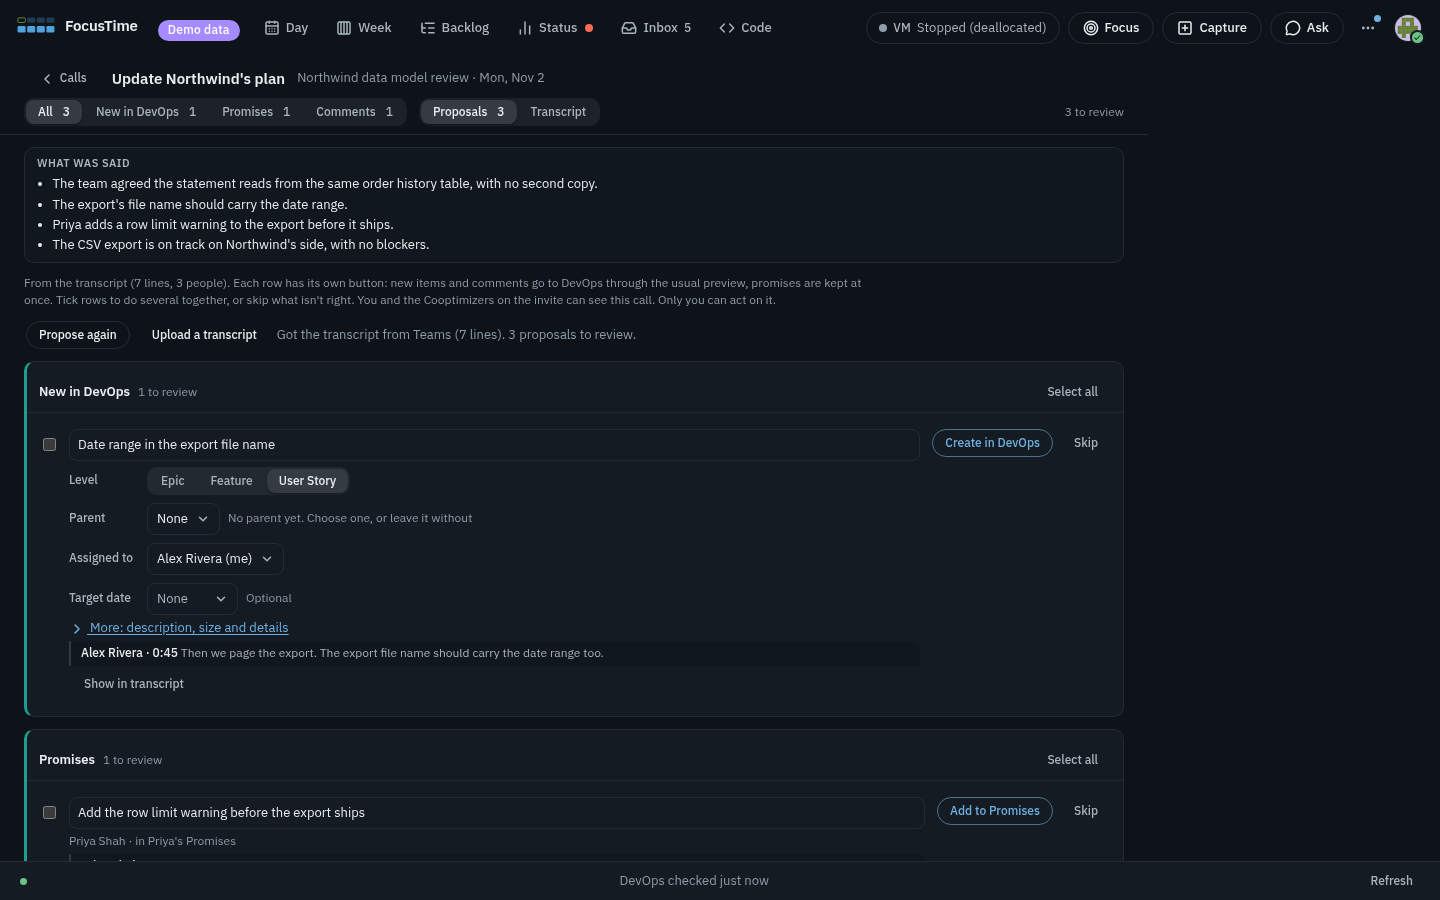 FocusTime
Demo data
Day
Week
Backlog
Status
Inbox 5
Code
VM Stopped (deallocated)
Focus
Capture
Ask
Calls
Update Northwind's plan
Northwind data model review · Mon, Nov 2
All 3
New in DevOps 1
Promises 1
Comments 1
Proposals 3
Transcript
3 to review
WHAT WAS SAID
• The team agreed the statement reads from the same order history table, with no second copy.
• The export's file name should carry the date range.
• Priya adds a row limit warning to the export before it ships.
• The CSV export is on track on Northwind's side, with no blockers.
From the transcript (7 lines, 3 people). Each row has its own button: new items and comments go to DevOps through the usual preview, promises are kept at
once. Tick rows to do several together, or skip what isn't right. You and the Cooptimizers on the invite can see this call. Only you can act on it.
Propose again
Upload a transcript
Got the transcript from Teams (7 lines). 3 proposals to review.
New in DevOps 1 to review
Select all
Date range in the export file name
Create in DevOps
Skip
Level
Epic
Feature
User Story
Parent
None
No parent yet. Choose one, or leave it without
Assigned to
Alex Rivera (me)
Target date
None
Optional
More: description, size and details
Alex Rivera · 0:45 Then we page the export. The export file name should carry the date range too.
Show in transcript
Promises 1 to review
Select all
Add the row limit warning before the export ships
Add to Promises
Skip
Priya Shah · in Priya's Promises
DevOps checked just now
Refresh